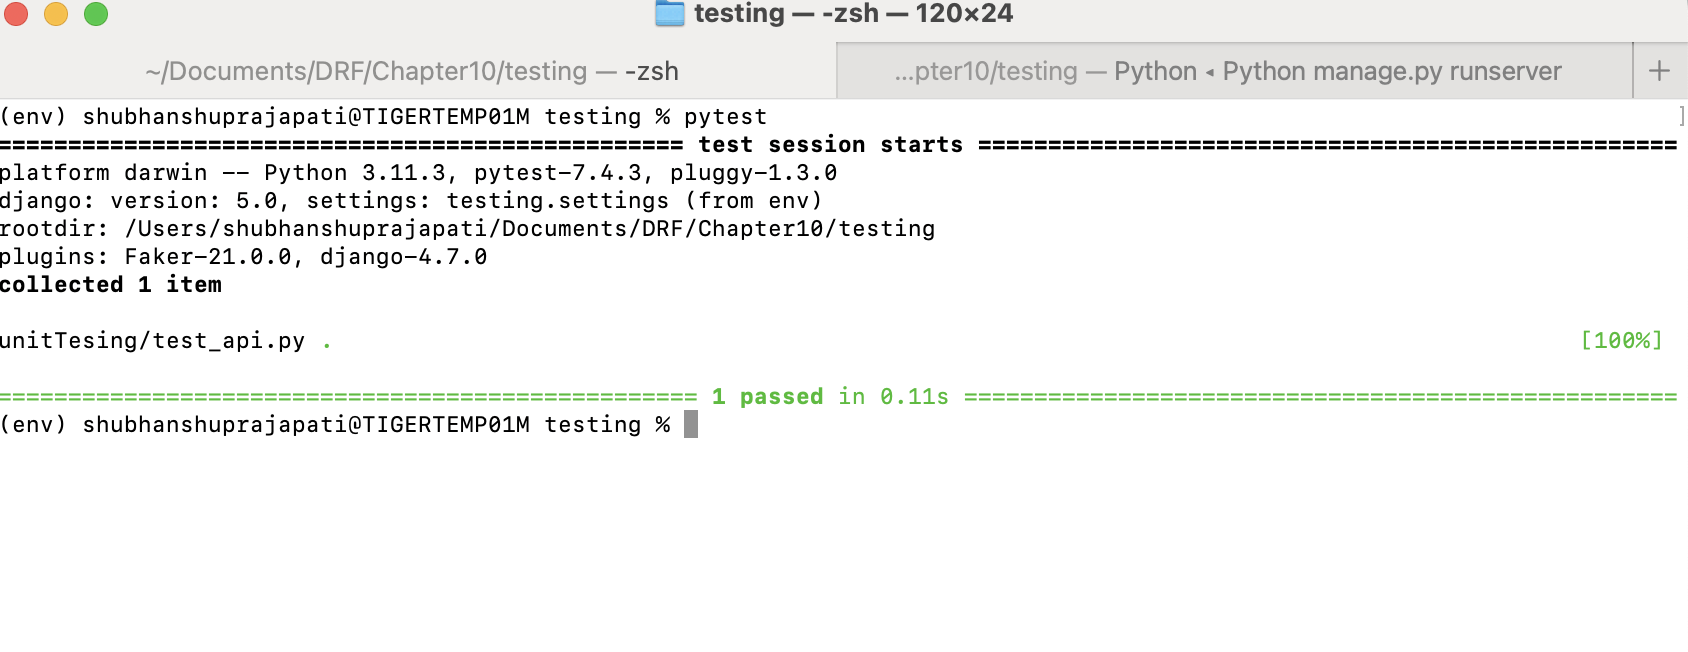 testing — -zsh — 120×24
~/Documents/DRF/Chapter10/testing — -zsh
...pter10/testing — Python ◂ Python manage.py runserver +
(env) shubhanshuprajapati@TIGERTEMP01M testing % pytest ]
================================================= test session starts ==================================================
platform darwin -- Python 3.11.3, pytest-7.4.3, pluggy-1.3.0
django: version: 5.0, settings: testing.settings (from env)
rootdir: /Users/shubhanshuprajapati/Documents/DRF/Chapter10/testing
plugins: Faker-21.0.0, django-4.7.0
collected 1 item
unitTesing/test_api.py . [100%]
================================================== 1 passed in 0.11s ===================================================
(env) shubhanshuprajapati@TIGERTEMP01M testing %